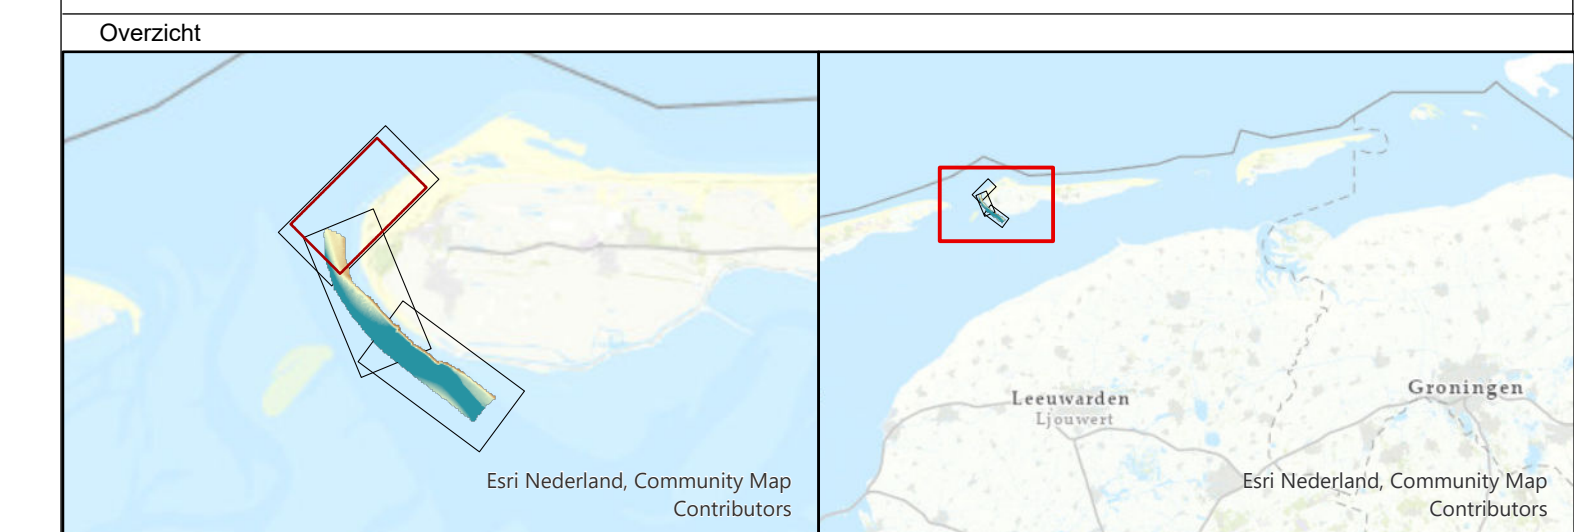 Overzicht
Esri Nederland, Community Map
Contributors
Leeuwarden
Ljouwert
Groningen
Esri Nederland, Community Map
Contributors